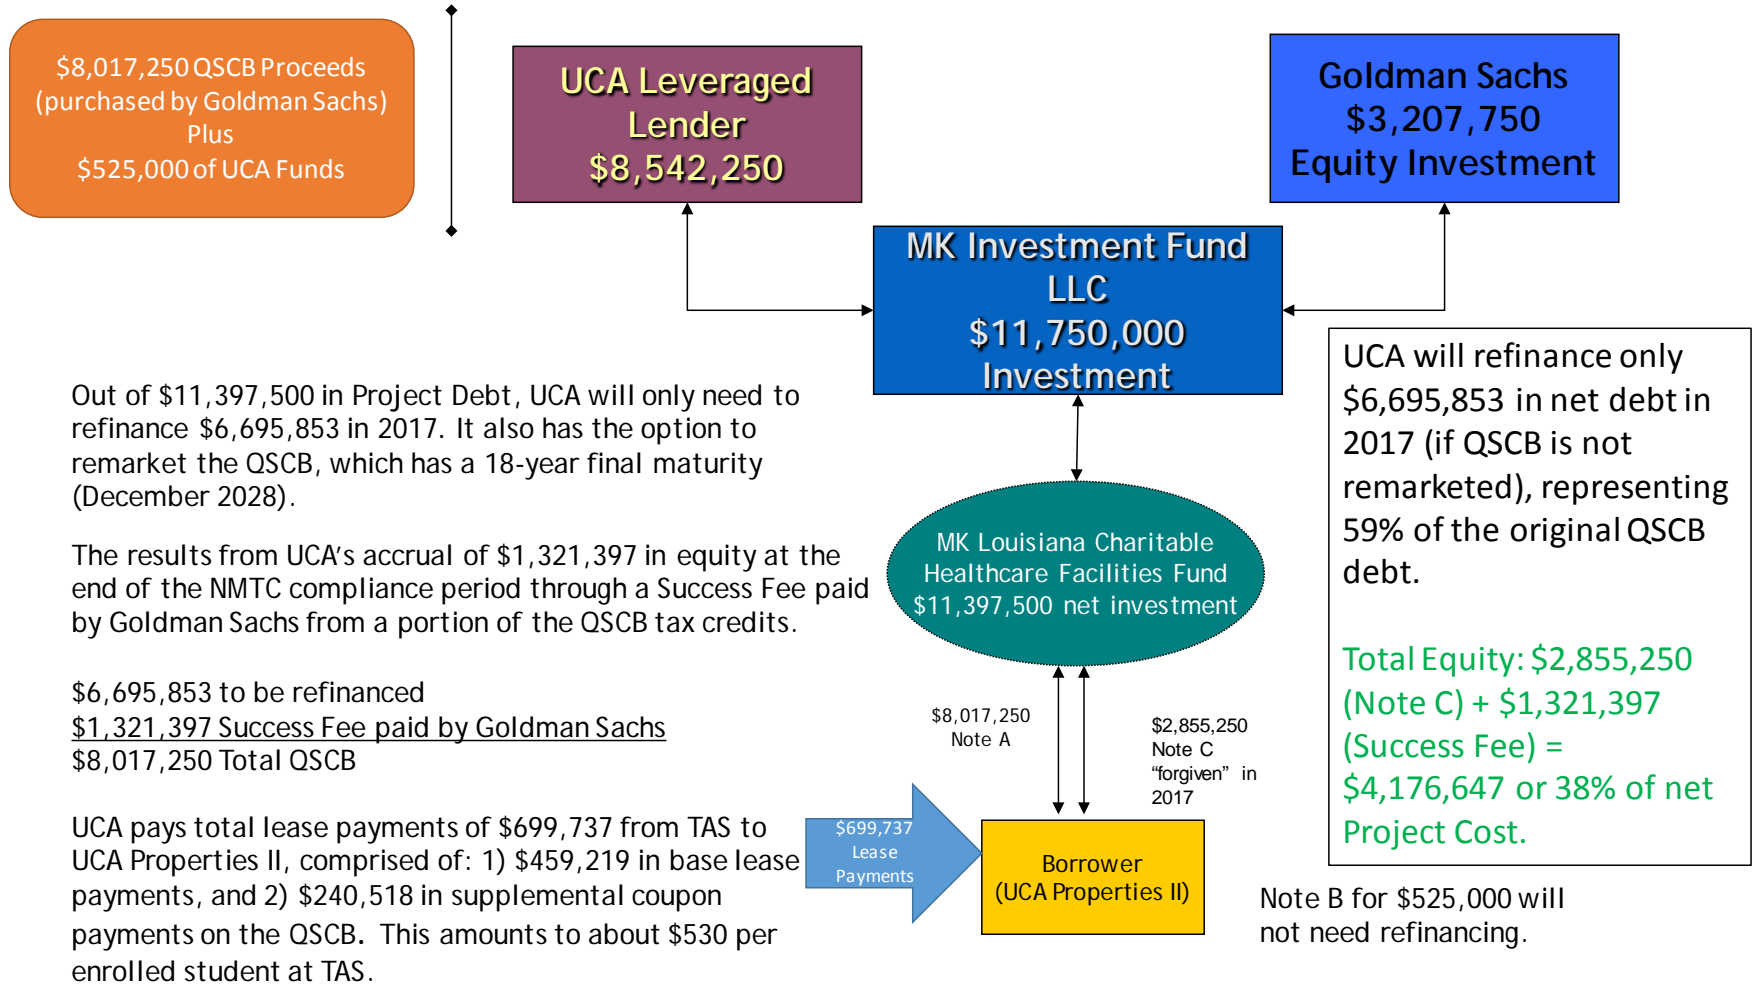 $8,017,250 QSCB Proceeds
(purchased by Goldman Sachs)
Plus
$525,000 of UCA Funds
UCA Leveraged
Lender
$8,542,250
Goldman Sachs
$3,207,750
Equity Investment
MK Investment Fund
LLC
$11,750,000
Investment
Out of $11,397,500 in Project Debt, UCA will only need to
refinance $6,695,853 in 2017. It also has the option to
remarket the QSCB, which has a 18-year final maturity
(December 2028).
The results from UCA’s accrual of $1,321,397 in equity at the
end of the NMTC compliance period through a Success Fee paid
by Goldman Sachs from a portion of the QSCB tax credits.
$6,695,853 to be refinanced
$1,321,397 Success Fee paid by Goldman Sachs
$8,017,250 Total QSCB
UCA pays total lease payments of $699,737 from TAS to
UCA Properties II, comprised of: 1) $459,219 in base lease
payments, and 2) $240,518 in supplemental coupon
payments on the QSCB. This amounts to about $530 per
enrolled student at TAS.
MK Louisiana Charitable
Healthcare Facilities Fund
$11,397,500 net investment
$8,017,250
Note A
$2,855,250
Note C
“forgiven” in
2017
$699,737
Lease
Payments
Borrower
(UCA Properties II)
UCA will refinance only
$6,695,853 in net debt in
2017 (if QSCB is not
remarketed), representing
59% of the original QSCB
debt.
Total Equity: $2,855,250
(Note C) + $1,321,397
(Success Fee) =
$4,176,647 or 38% of net
Project Cost.
Note B for $525,000 will
not need refinancing.